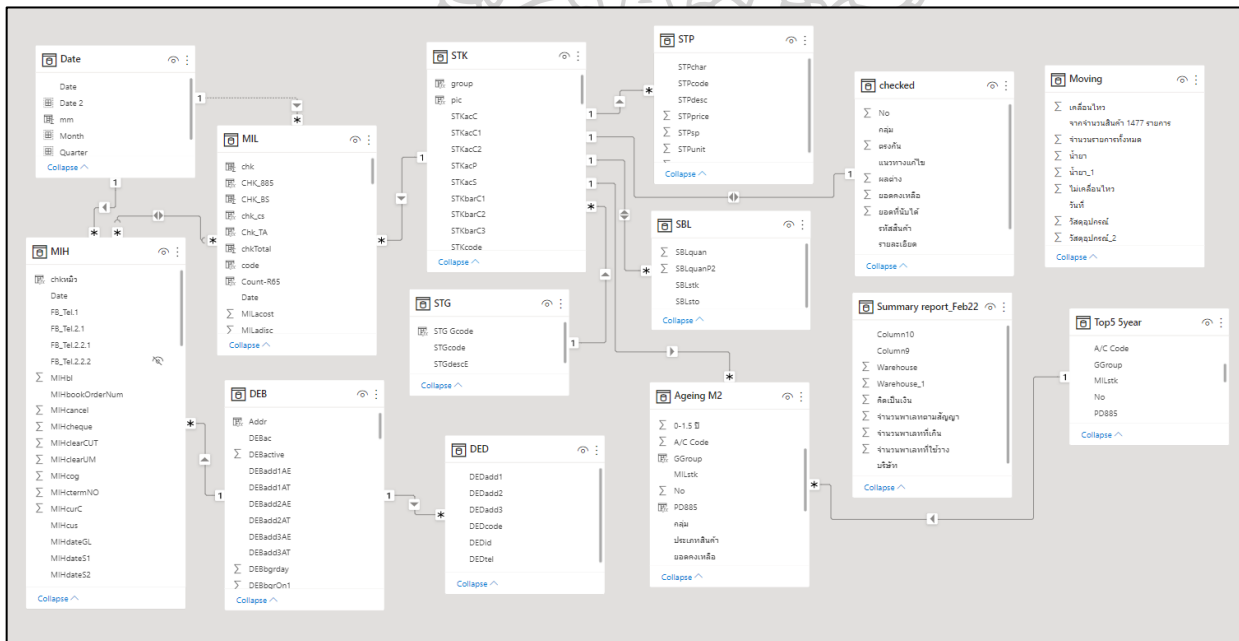 Date
Date
Date 2
mm
Month
Quarter
Collapse
1
1
MIL
chk
CHK_885
CHK_BS
chk_cs
Chk_TA
chkTotal
code
Count-R65
Date
MILacost
MILadisc
Collapse
*
*
*
STK
group
pic
STKacC
STKacC1
STKacC2
STKacP
STKacS
STKbarC1
STKbarC2
STKbarC3
STKcode
Collapse
1
1
1
1
1
*
STP
STPchar
STPcode
STPdesc
STPprice
STPsp
STPunit
Collapse
*
checked
No
กลุ่ม
ตรงกัน
แนวทางแก้ไข
ผลต่าง
ยอดคงเหลือ
ยอดที่นับได้
รหัสสินค้า
รายละเอียด
Collapse
1
Moving
เคลื่อนไหว
จากจำนวนสินค้า 1477 รายการ
จำนวนรายการทั้งหมด
น้ำยา
น้ำยา_1
ไม่เคลื่อนไหว
วันที่
วัสดุอุปกรณ์
วัสดุอุปกรณ์_2
Collapse
MIH
chkหมิว
Date
FB_Tel.1
FB_Tel.2.1
FB_Tel.2.2.1
FB_Tel.2.2.2
MIHbl
MIHbookOrderNum
MIHcancel
MIHcheque
MIHclearCUT
MIHclearUM
MIHcog
MIHctermNO
MIHcurC
MIHcus
MIHdateGL
MIHdateS1
MIHdateS2
Collapse
*
*
*
SBL
SBLquan
SBLquanP2
SBLstk
SBLsto
Collapse
*
STG
STG Gcode
STGcode
STGdescE
Collapse
1
DEB
Addr
DEBac
DEBactive
DEBadd1AE
DEBadd1AT
DEBadd2AE
DEBadd2AT
DEBadd3AE
DEBadd3AT
DEBbgrday
DEBbgrOn1
Collapse
1
1
DED
DEDadd1
DEDadd2
DEDadd3
DEDcode
DEDid
DEDtel
Collapse
*
Ageing M2
0-1.5 ปี
A/C Code
GGroup
MILstk
No
PD885
กลุ่ม
ประเภทสินค้า
ยอดคงเหลือ
Collapse
*
*
Summary report_Feb22
Column10
Column9
Warehouse
Warehouse_1
คิดเป็นเงิน
จำนวนพาเลทตามสัญญา
จำนวนพาเลทที่เกิน
จำนวนพาเลทที่ใช้วาง
บริษัท
Collapse
Top5 5year
A/C Code
GGroup
MILstk
No
PD885
Collapse
1